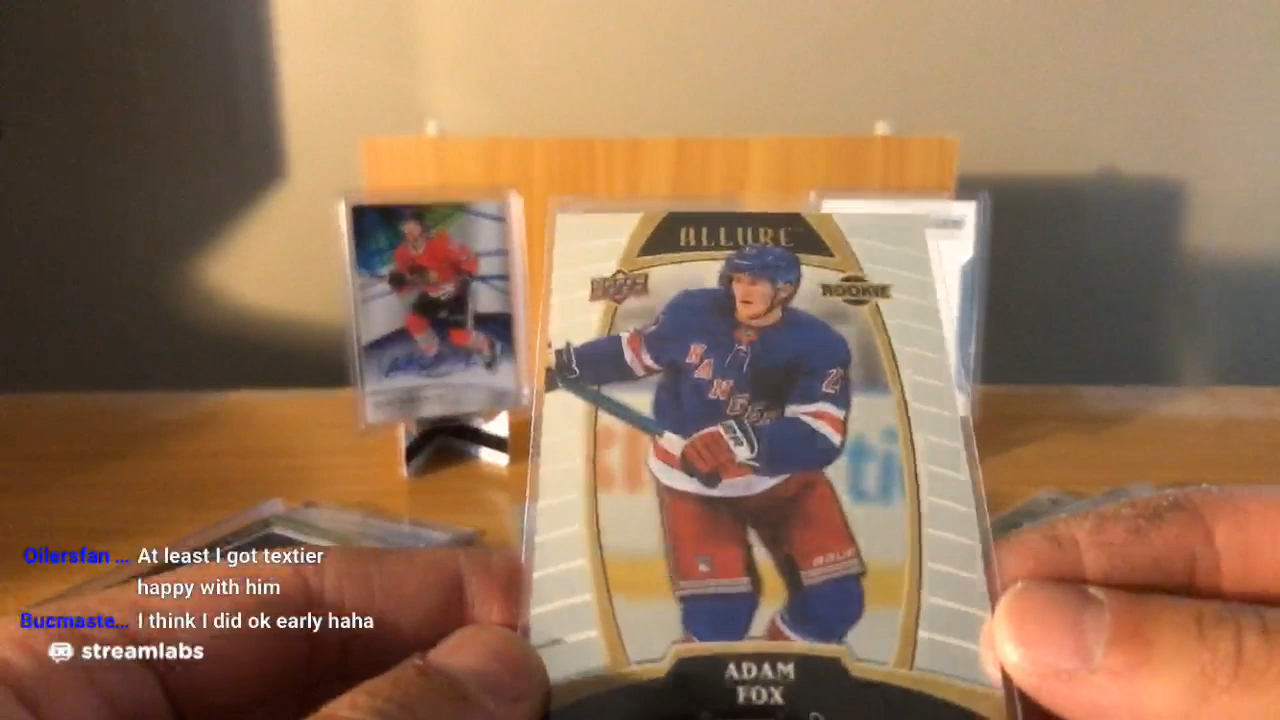 ALLURE
ROOKIE
RANGERS
ADAM
FOX
Oilersfan ... At least I got textier
happy with him
Bucmaste... I think I did ok early haha
streamlabs